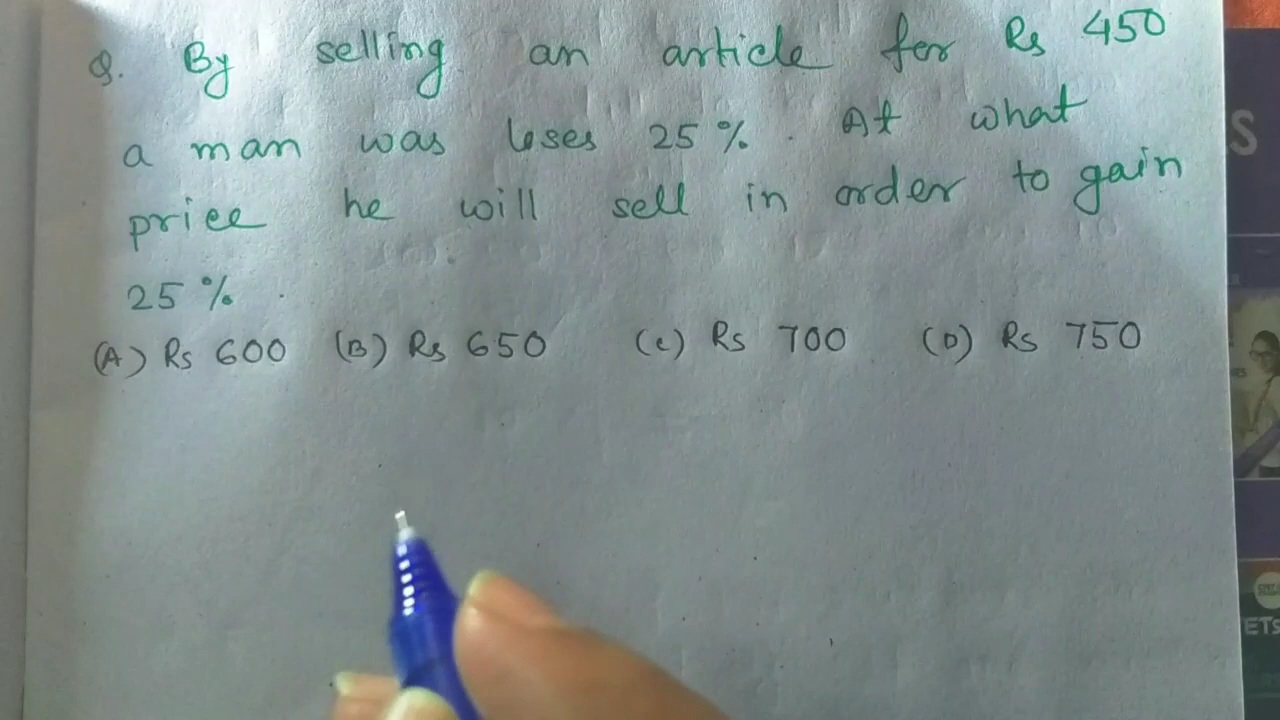 Q. By selling an article for Rs 450
a man was loses 25 % . At what
price he will sell in order to gain
25 % .
(A) Rs 600 (B) Rs 650 (C) Rs 700 (D) Rs 750
S
ETS